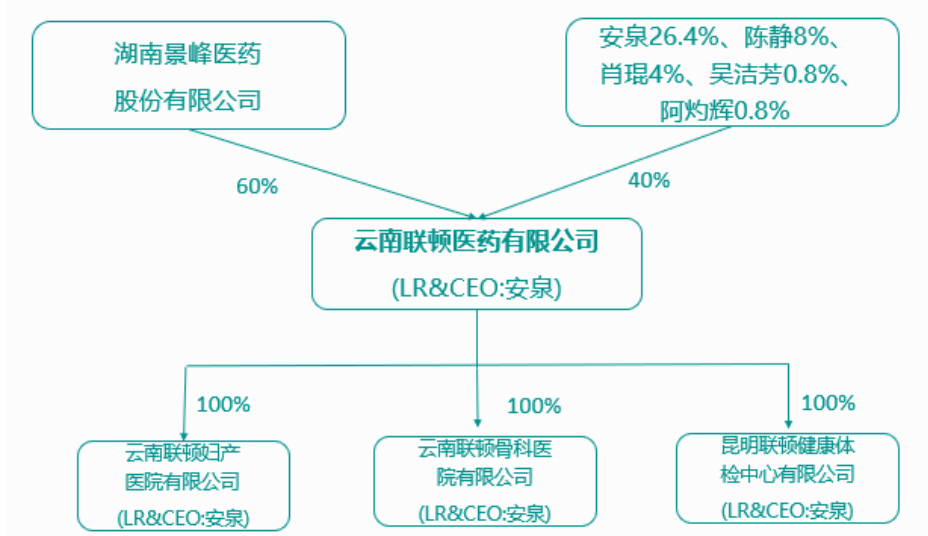 湖南景峰医药
股份有限公司
安泉26.4%、陈静8%、
肖琨4%、吴洁芳0.8%、
阿灼辉0.8%
60%
40%
云南联顿医药有限公司
(LR&CEO:安泉)
100%
100%
100%
云南联顿妇产
医院有限公司
(LR&CEO:安泉)
云南联顿骨科医
院有限公司
(LR&CEO:安泉)
昆明联顿健康体
检中心有限公司
(LR&CEO:安泉)